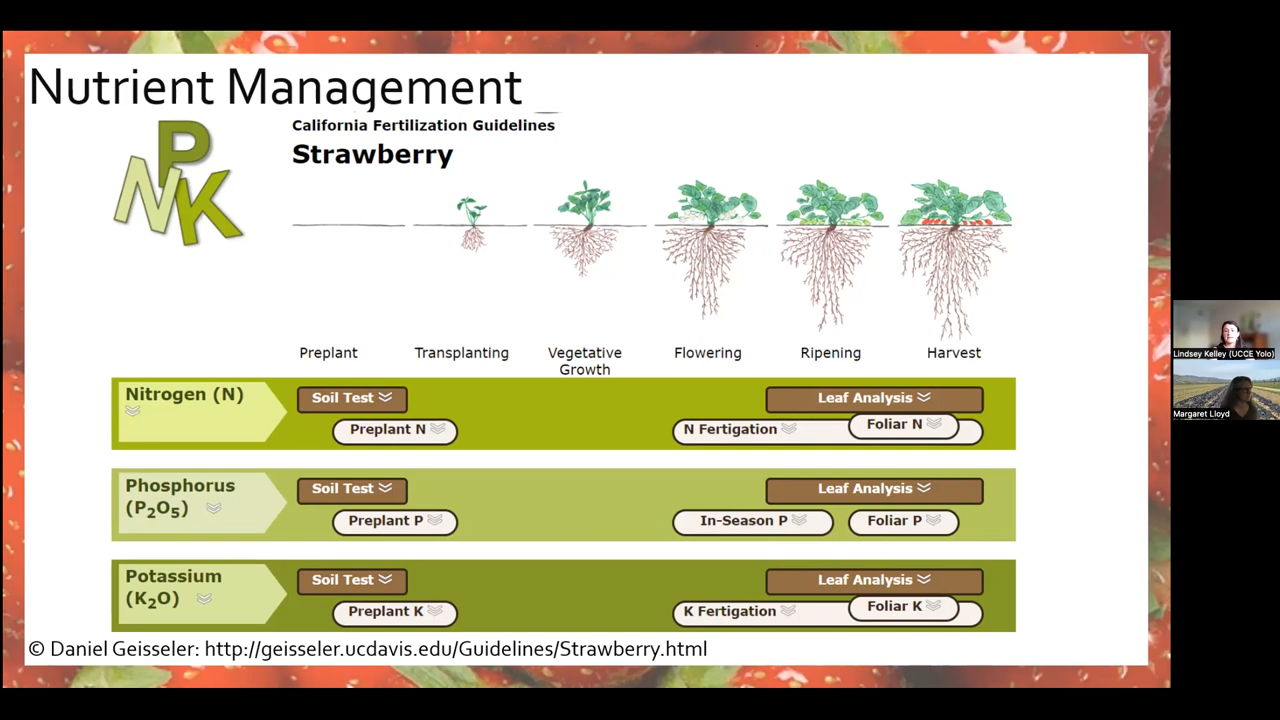 Nutrient Management
NPK
California Fertilization Guidelines
Strawberry
Preplant
Transplanting
Vegetative
Growth
Flowering
Ripening
Harvest
Nitrogen (N)
Soil Test
Preplant N
Leaf Analysis
N Fertigation
Foliar N
Phosphorus
(P₂O₅)
Soil Test
Preplant P
Leaf Analysis
In-Season P
Foliar P
Potassium
(K₂O)
Soil Test
Preplant K
Leaf Analysis
K Fertigation
Foliar K
© Daniel Geisseler: http://geisseler.ucdavis.edu/Guidelines/Strawberry.html
Lindsey Kelley (UCCE Yolo)
Margaret Lloyd